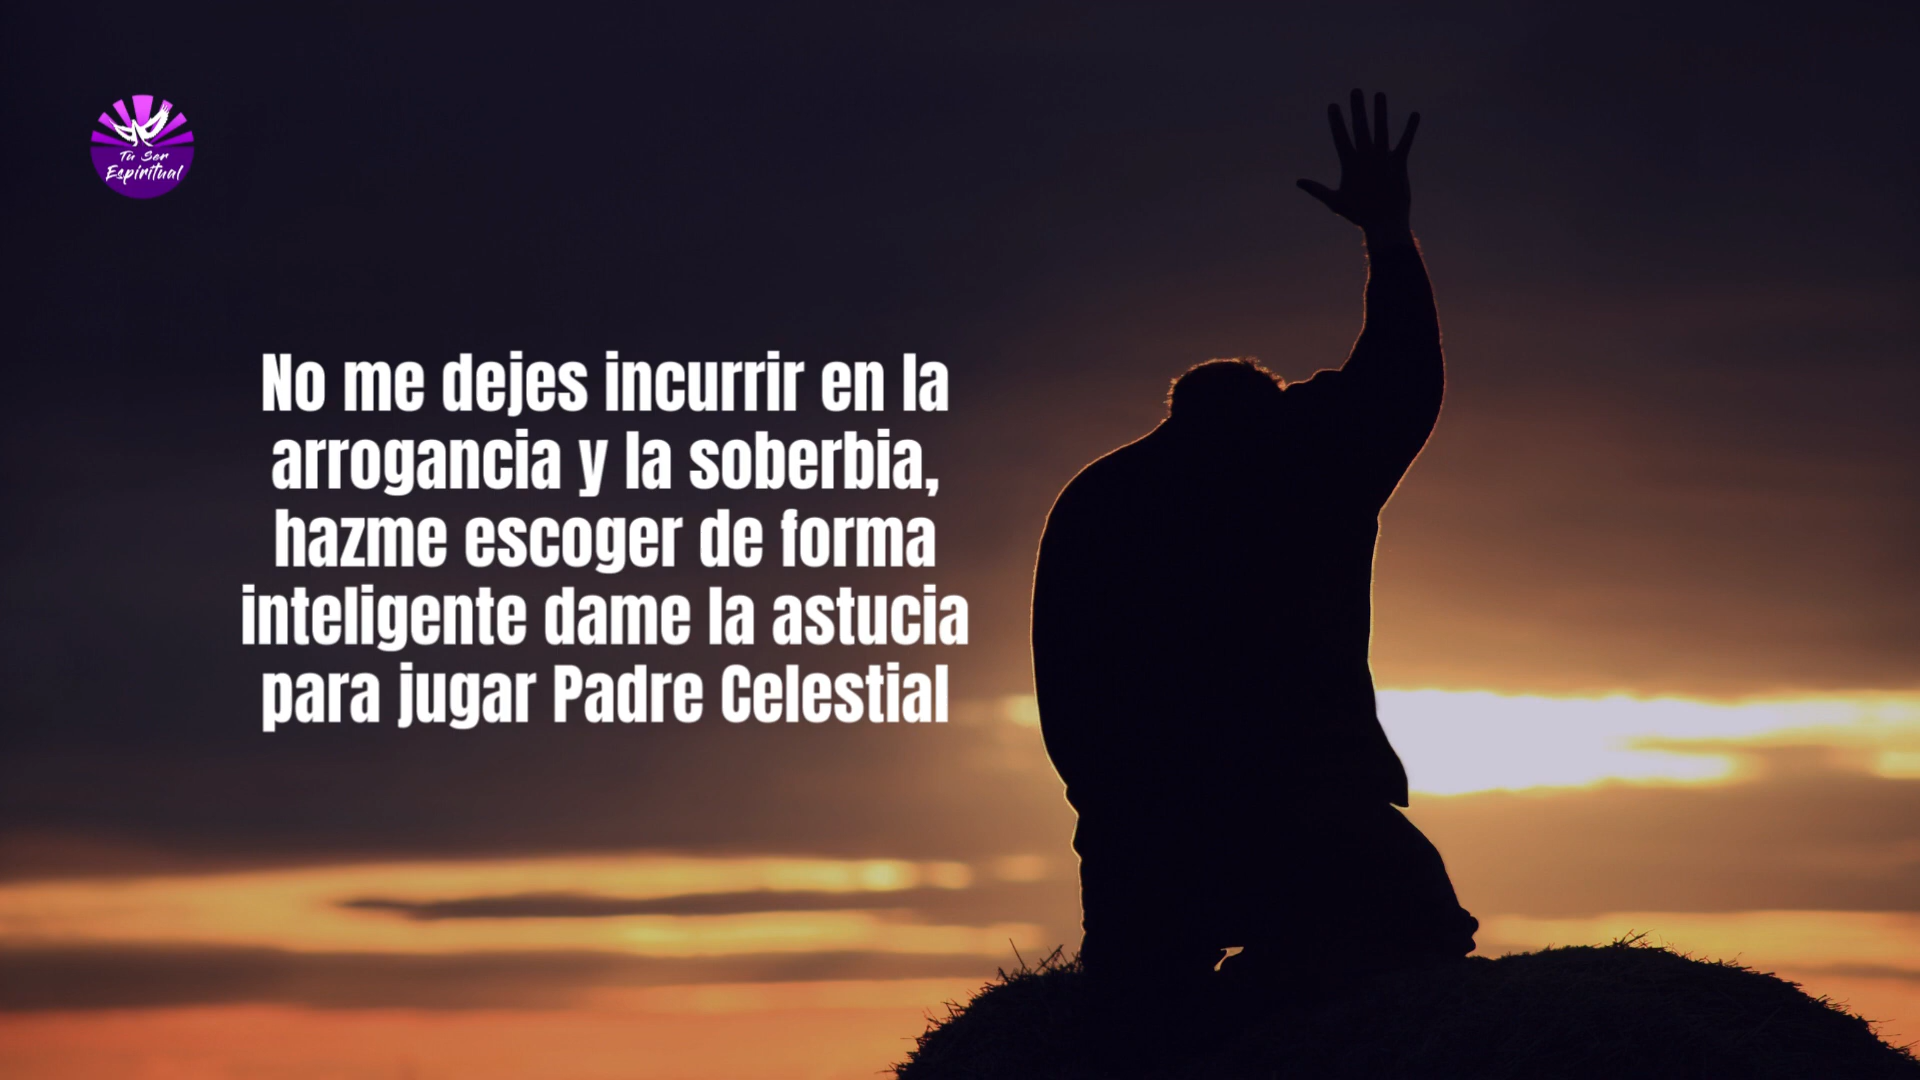 Tu Ser
Espiritual
No me dejes incurrir en la
arrogancia y la soberbia,
hazme escoger de forma
inteligente dame la astucia
para jugar Padre Celestial